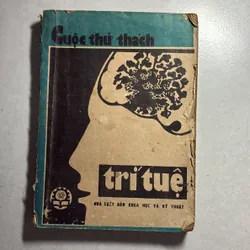 Cuộc thử thách
trí tuệ
NHÀ XUẤT BẢN KHOA HỌC VÀ KỸ THUẬT